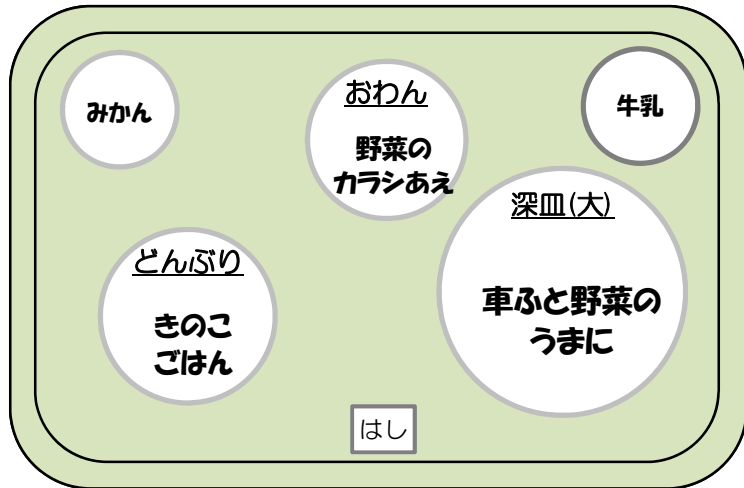 みかん
おわん
野菜の
カラシあえ
牛乳
どんぶり
きのこ
ごはん
深皿(大)
車ふと野菜の
うまに
はし